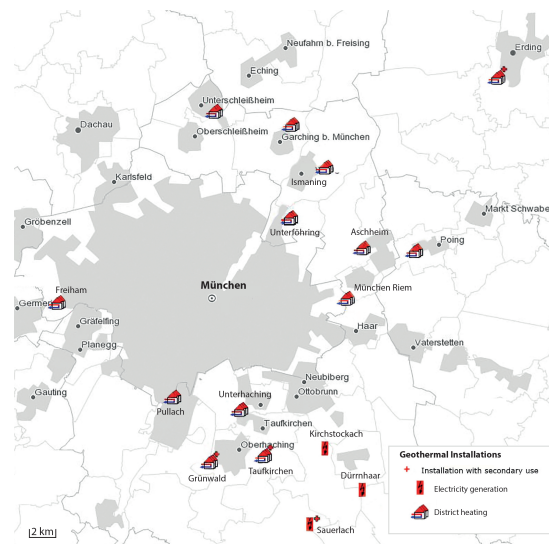 Neufahrn b. Freising
Erding
Eching
Unterschleißheim
Dachau
Oberschleißheim
Garching b. München
Karlsfeld
Ismaning
Markt Schwabe
Gröbenzell
Unterföhring
Aschheim
Poing
München
München Riem
Freiham
Germer
Gräfelfing
Haar
Planegg
Vaterstetten
Neubiberg
Gauting
Unterhaching
Ottobrunn
Pullach
Taufkirchen
Kirchstockach
Oberhaching
Grünwald
Taufkirchen
Dürrnhaar
Sauerlach
Geothermal Installations
Installation with secondary use
Electricity generation
District heating
2 km